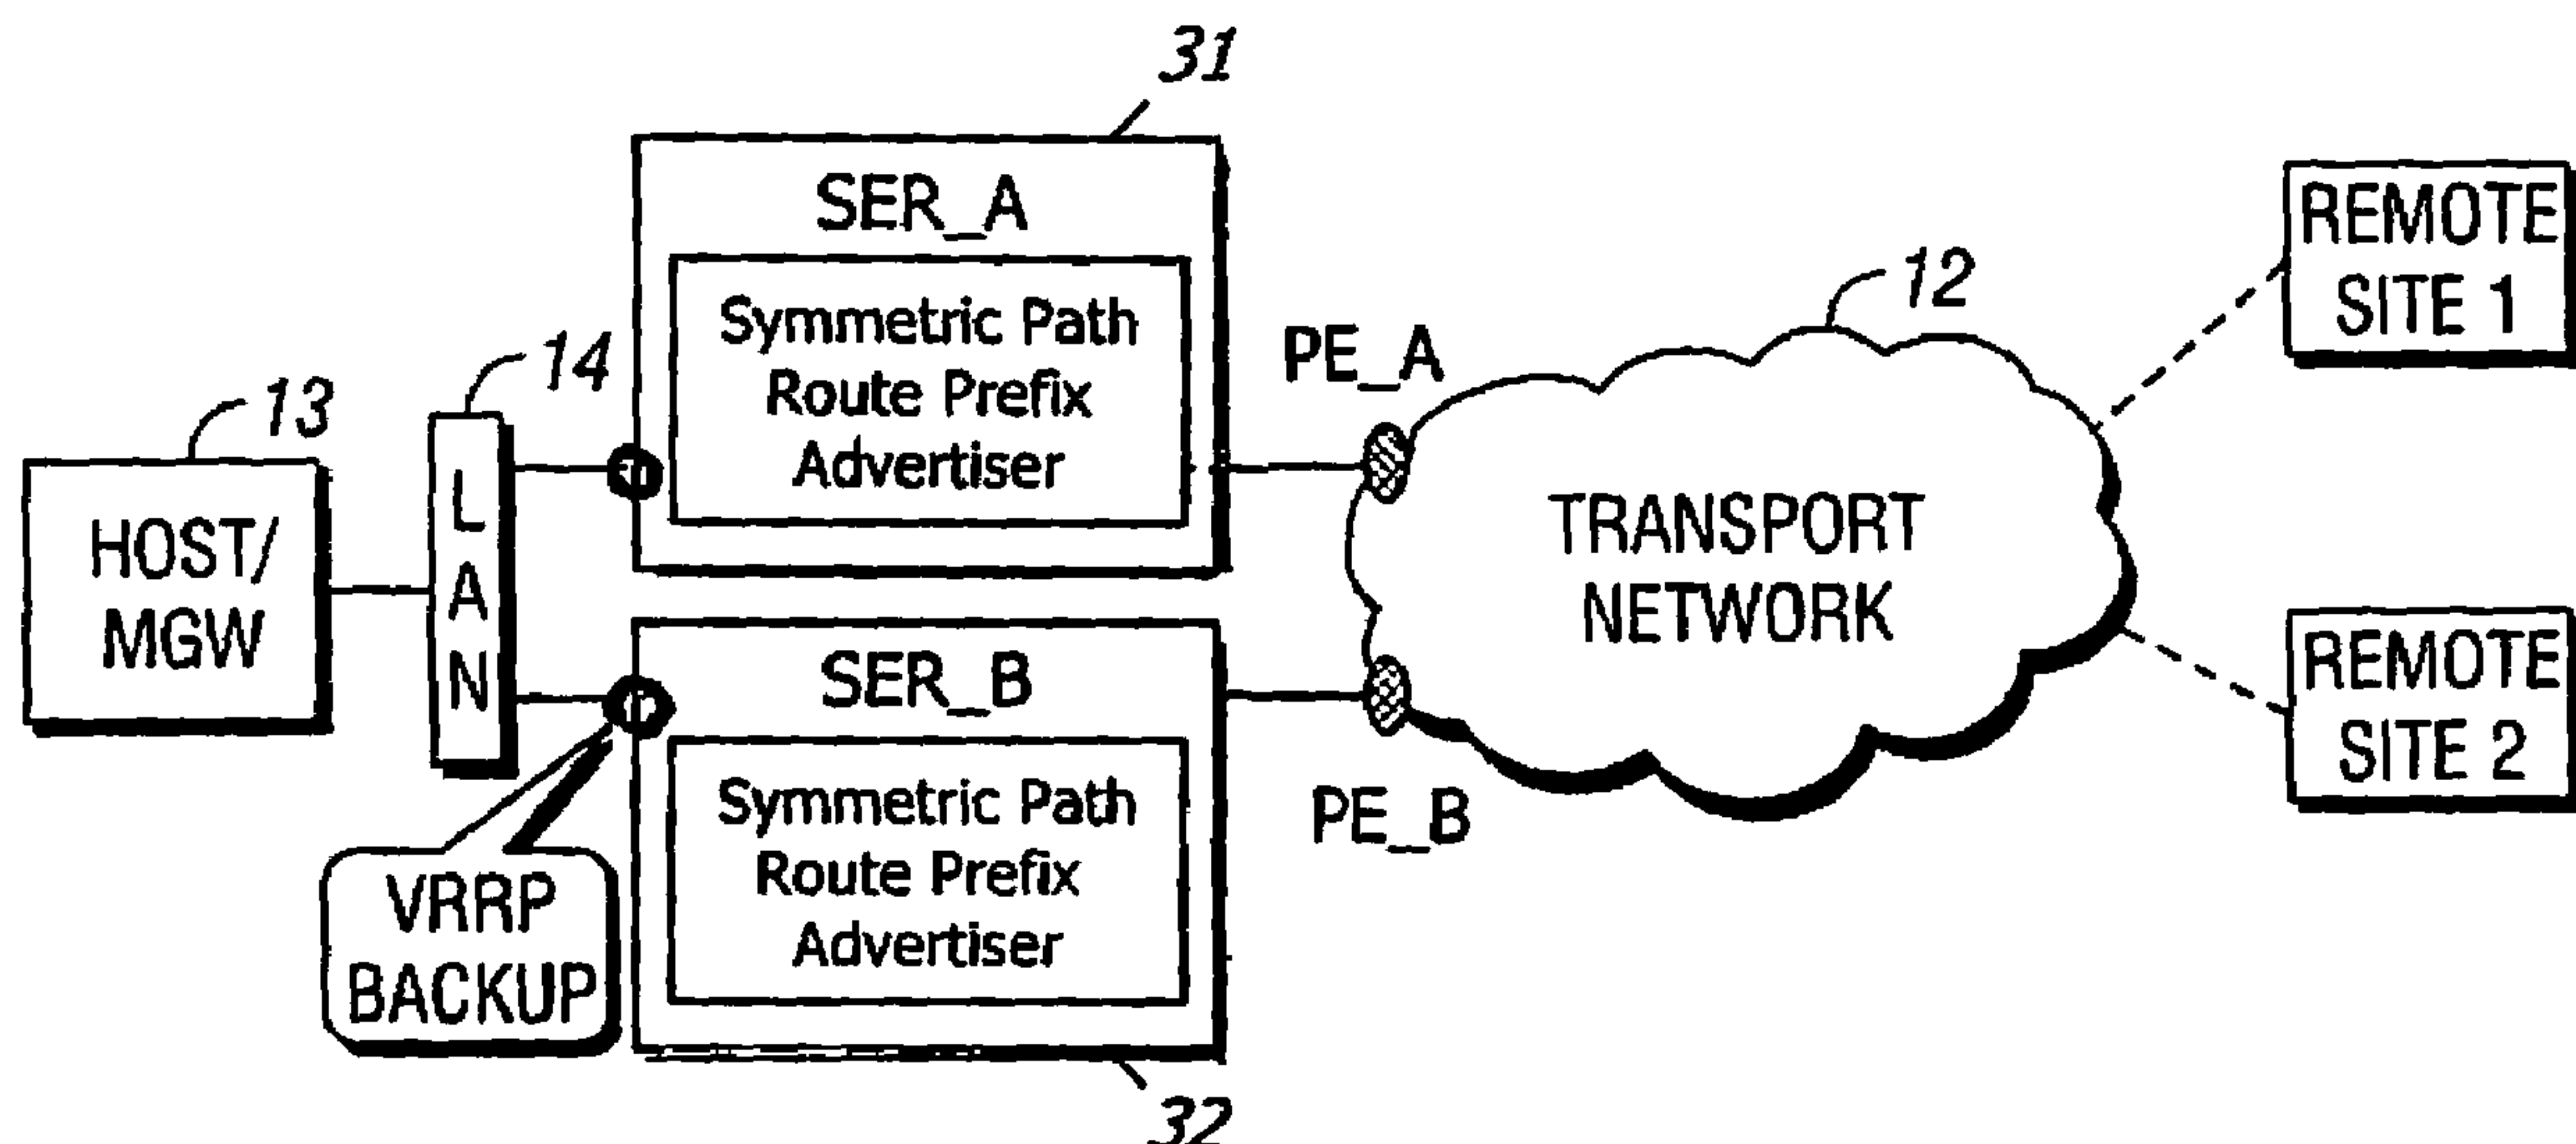 31
SER_A
Symmetric Path
Route Prefix
Advertiser
13
HOST/
MGW
14
L
A
N
PE_A
12
TRANSPORT
NETWORK
REMOTE
SITE 1
REMOTE
SITE 2
SER_B
Symmetric Path
Route Prefix
Advertiser
PE_B
VRRP
BACKUP
32